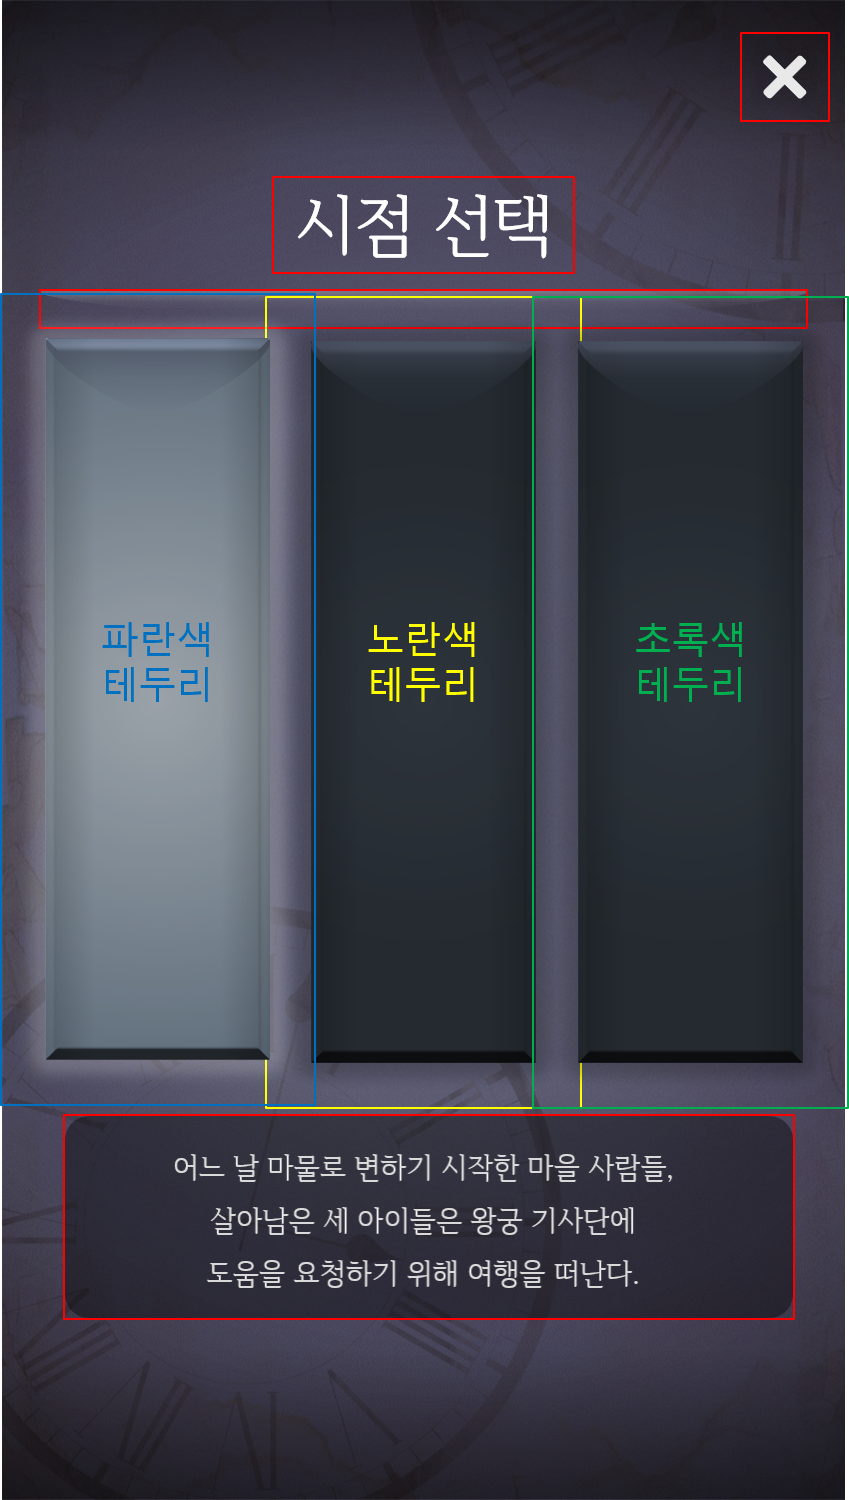 시점 선택
파란색
테두리
노란색
테두리
초록색
테두리
어느 날 마물로 변하기 시작한 마을 사람들,
살아남은 세 아이들은 왕궁 기사단에
도움을 요청하기 위해 여행을 떠난다.